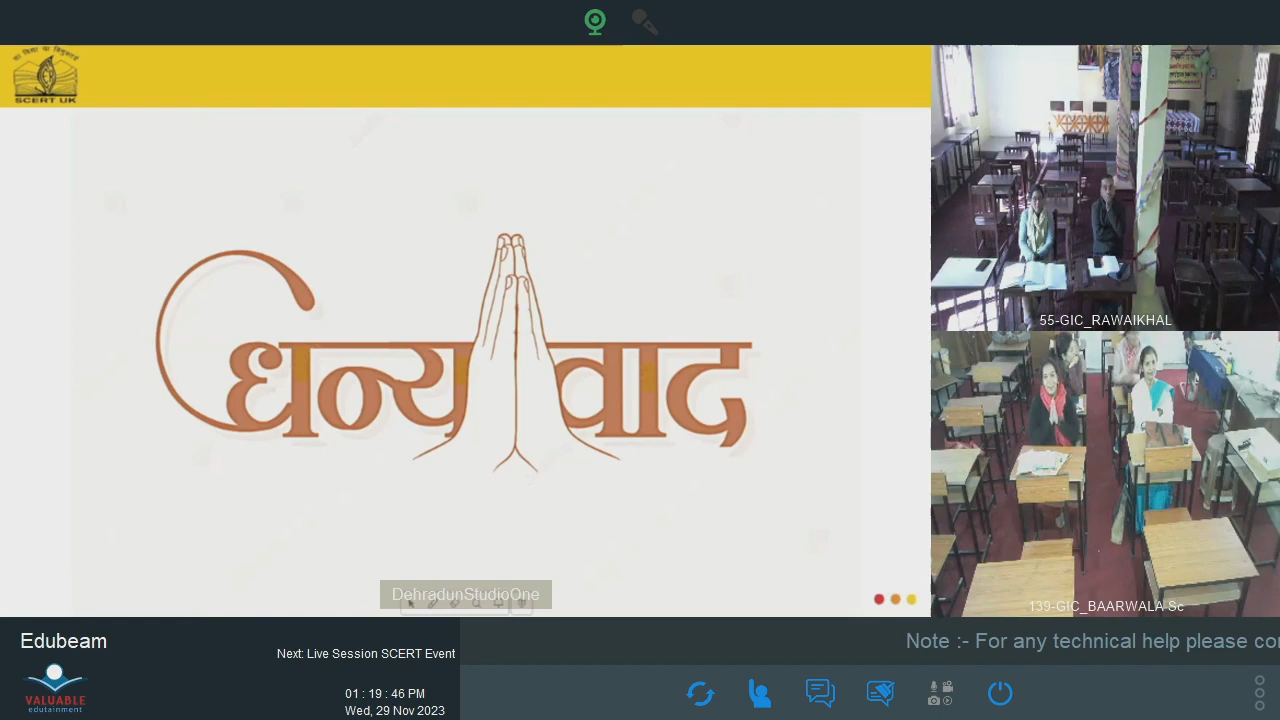 SCERT UK
धन्यवाद
DehradunStudioOne
55-GIC_RAWAIKHAL
139-GIC_BAARWALA Sc
Edubeam
Next: Live Session SCERT Event
VALUABLE
edutainment
01 : 19 : 46 PM
Wed, 29 Nov 2023
Note :- For any technical help please co